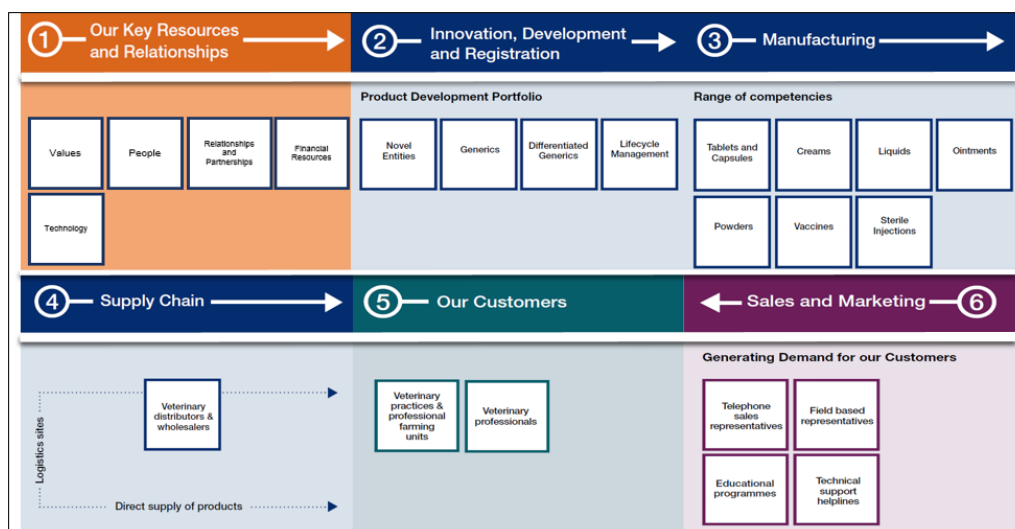 1
Our Key Resources
and Relationships
2
Innovation, Development
and Registration
3
Manufacturing
Values
People
Relationships
and
Partnerships
Financial
Resources
Technology
Product Development Portfolio
Novel
Entities
Generics
Differentiated
Generics
Lifecycle
Management
Range of competencies
Tablets and
Capsules
Creams
Liquids
Ointments
Powders
Vaccines
Sterile
Injections
4
Supply Chain
5
Our Customers
Sales and Marketing
6
Logistics sites
Veterinary
distributors &
wholesalers
Direct supply of products
Veterinary
practices &
professional
farming
units
Veterinary
professionals
Generating Demand for our Customers
Telephone
sales
representatives
Field based
representatives
Educational
programmes
Technical
support
helplines